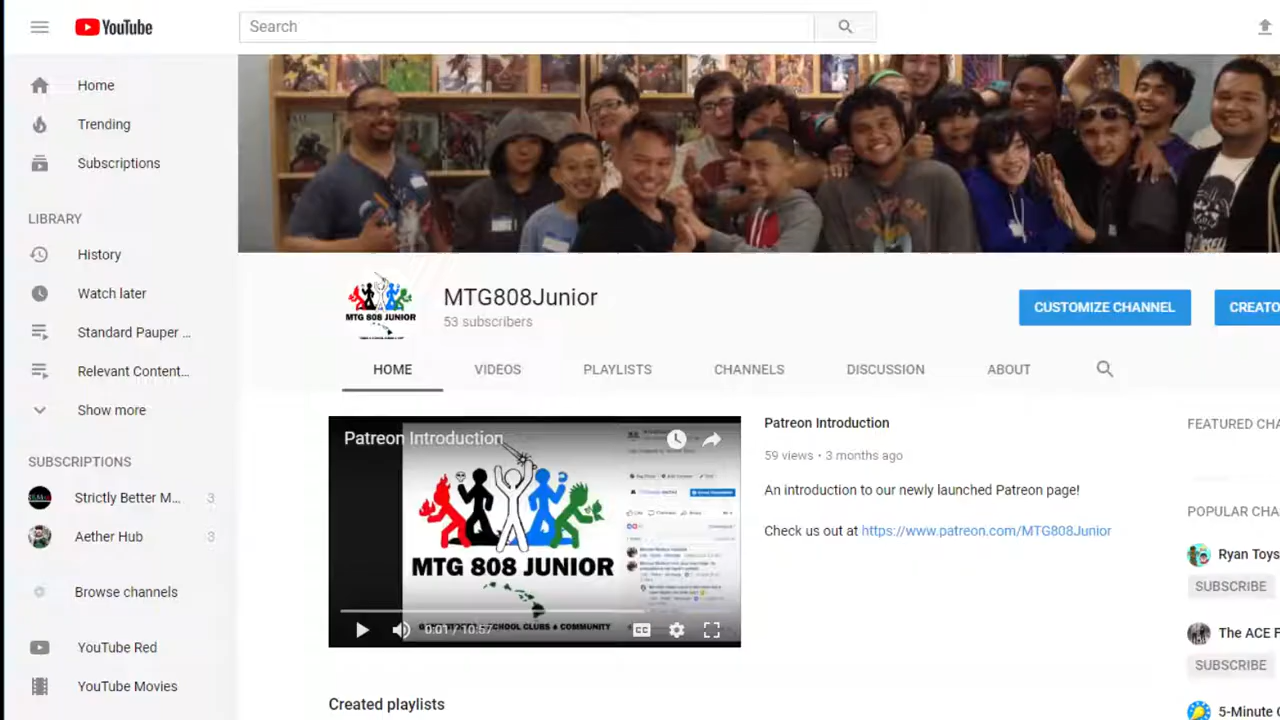 YouTube
Search
Home
Trending
Subscriptions
LIBRARY
History
Watch later
Standard Pauper ...
Relevant Content...
Show more
SUBSCRIPTIONS
Strictly Better M... 3
Aether Hub 3
Browse channels
YouTube Red
YouTube Movies
MTG 808 JUNIOR
MTG808Junior
53 subscribers
CUSTOMIZE CHANNEL
CREATO
HOME VIDEOS PLAYLISTS CHANNELS DISCUSSION ABOUT
Patreon Introduction
MTG 808 JUNIOR
0:01 / 10:57
CC
Patreon Introduction
59 views • 3 months ago
An introduction to our newly launched Patreon page!
Check us out at https://www.patreon.com/MTG808Junior
Created playlists
FEATURED CHA
POPULAR CHA
Ryan Toys
SUBSCRIBE
The ACE F
SUBSCRIBE
5-Minute C